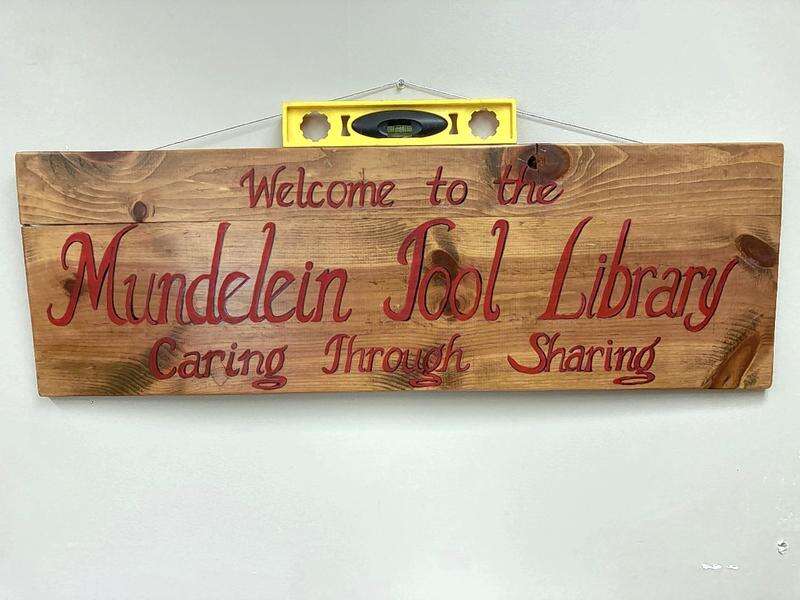 Welcome to the
Mundelein Tool Library
Caring Through Sharing